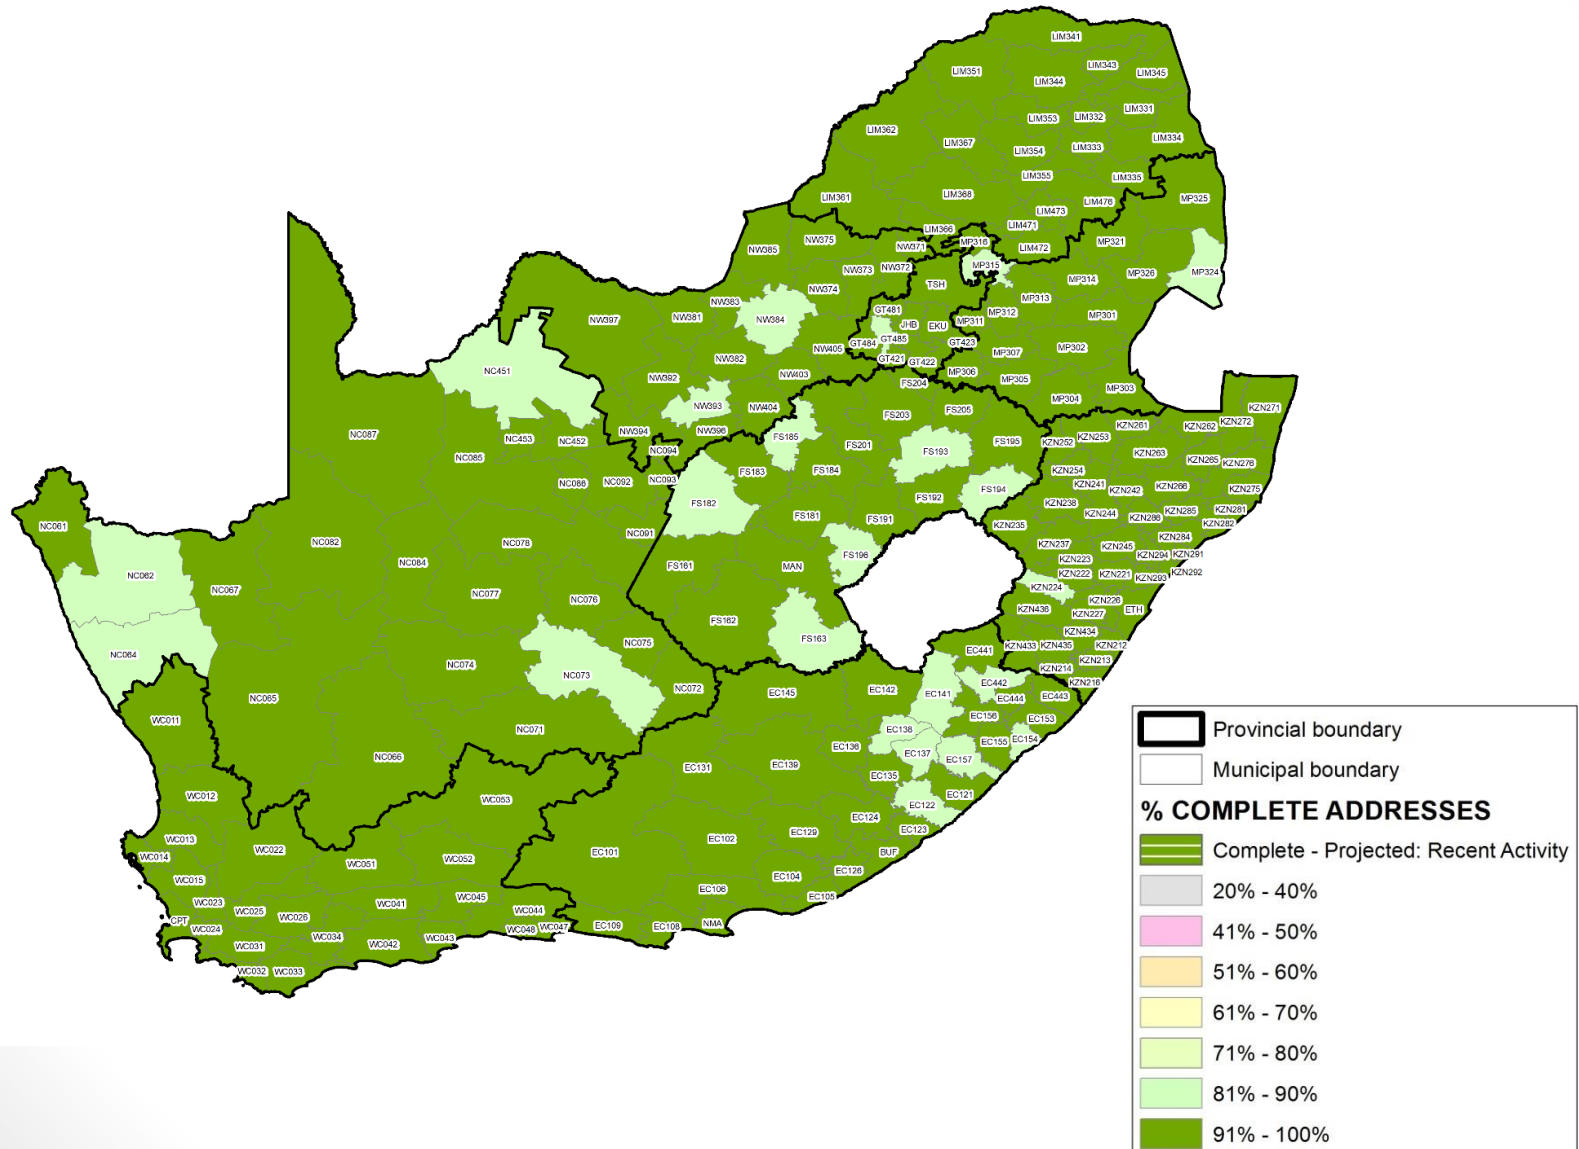 LIM341
LIM351
LIM343
LIM345
LIM344
LIM331
LIM353
LIM332
LIM362
LIM334
LIM367
LIM354
LIM333
LIM355
LIM335
LIM361
LIM368
MP325
LIM476
LIM473
LIM471
LIM366
NW375
MP316
MP321
NW385
NW371
LIM472
MP315
NW373
NW372
MP326
MP324
MP314
TSH
NW374
MP313
NW383
GT481
MP312
MP301
NW397
NW381
NW384
MP311
JHB
EKU
GT485
GT484
GT423
MP302
NW405
MP307
NW382
GT421
GT422
NC451
NW403
MP306
MP305
NW392
FS204
MP303
MP304
NW393
NW404
FS203
FS205
KZN271
KZN261
KZN262
KZN272
NC087
NW394
NW396
FS185
NC453
NC452
FS201
FS195
KZN252
KZN253
NC094
FS193
KZN263
NC085
KZN265
KZN276
FS183
FS184
KZN254
NC086
NC092
NC093
KZN241
KZN242
KZN266
KZN275
FS194
FS182
FS192
KZN238
KZN281
KZN285
FS181
FS191
KZN244
KZN286
KZN282
NC061
KZN235
NC091
NC082
NC078
KZN284
KZN237
KZN245
FS196
KZN294
KZN291
NC084
MAN
FS161
KZN223
NC062
KZN222
KZN221
KZN293
KZN292
NC067
KZN224
NC077
NC076
KZN226
KZN436
ETH
KZN227
FS162
KZN434
FS163
NC075
KZN433
KZN435
KZN212
EC441
NC064
KZN213
NC074
KZN214
NC073
EC442
KZN216
NC072
EC142
EC145
EC141
EC444
EC443
NC065
EC156
EC153
WC011
NC071
EC138
EC154
EC155
EC136
EC137
NC066
EC157
EC139
EC131
EC135
WC012
WC053
EC121
EC122
EC124
EC123
EC129
WC013
EC102
WC022
EC101
BUF
WC014
WC052
WC051
EC126
WC015
EC104
EC106
EC105
WC045
WC023
WC041
WC025
WC044
WC026
CPT
NMA
WC024
EC109
EC108
WC047
WC048
WC034
WC043
WC031
WC042
WC032
WC033
Provincial boundary
Municipal boundary
% COMPLETE ADDRESSES
Complete - Projected: Recent Activity
20% - 40%
41% - 50%
51% - 60%
61% - 70%
71% - 80%
81% - 90%
91% - 100%